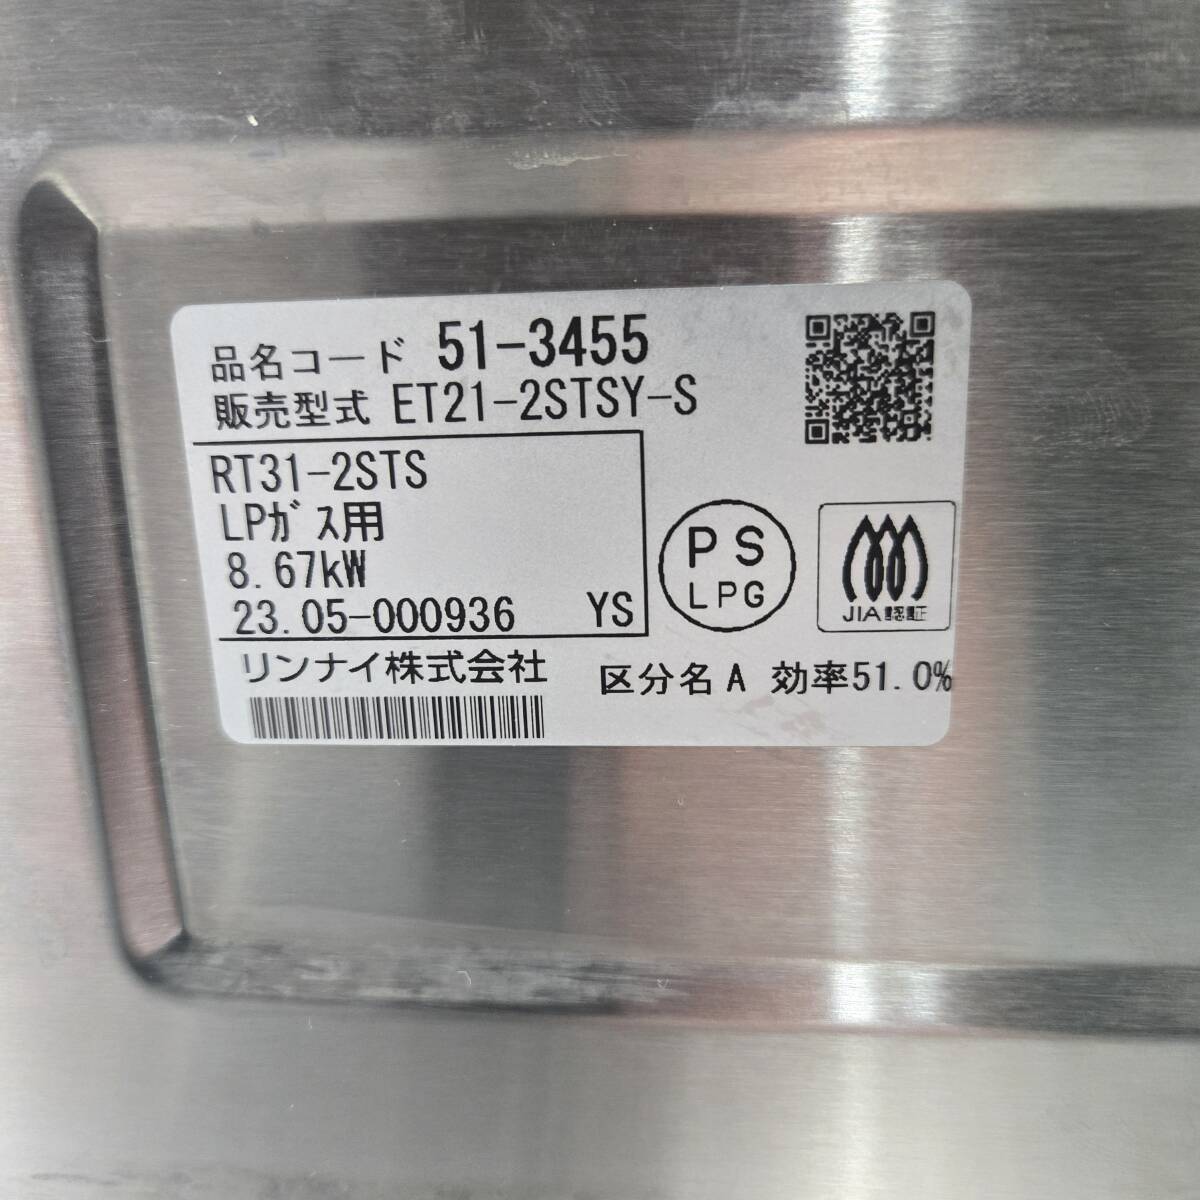 品名コード 51-3455
販売型式 ET21-2STSY-S
RT31-2STS
LPｶﾞｽ用
8.67kW
23.05-000936 YS
PS
LPG
JIA認証
リンナイ株式会社
区分名A 効率51.0%